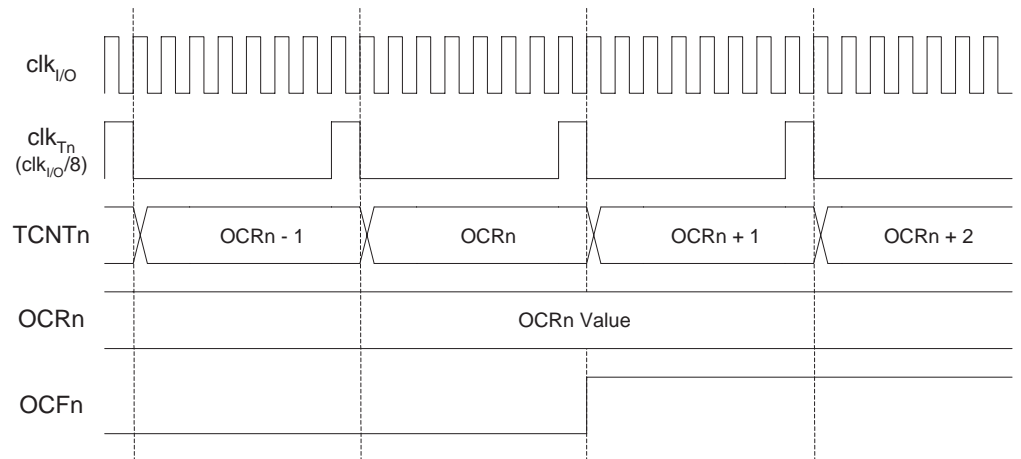 clkI/O
clkTn
(clkI/O/8)
TCNTn
OCRn - 1
OCRn
OCRn + 1
OCRn + 2
OCRn
OCRn Value
OCFn